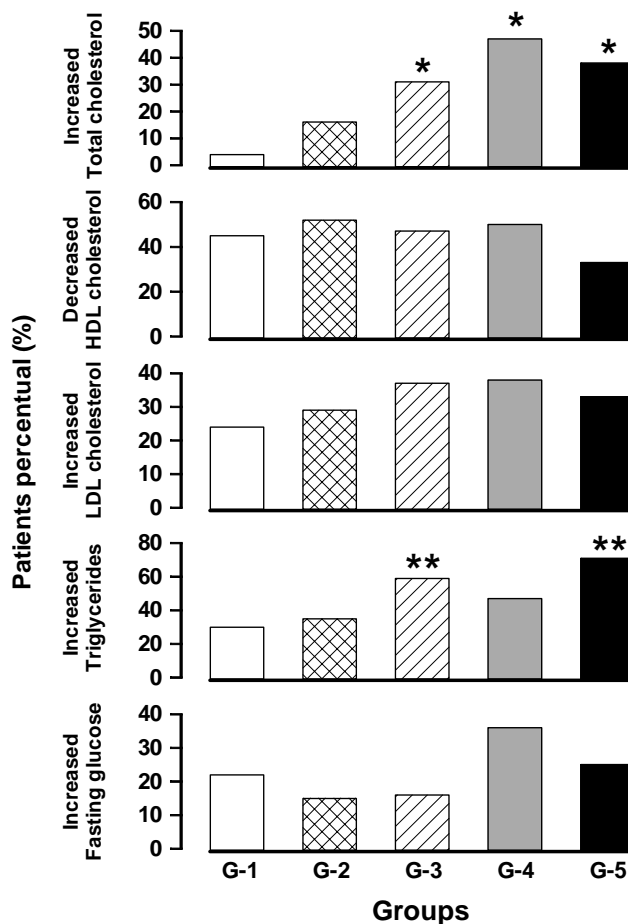 Patients percentual (%)
Increased
Total cholesterol
50
40
30
20
10
0
*
*
*
Decreased
HDL cholesterol
60
40
20
0
Increased
LDL cholesterol
40
30
20
10
0
Increased
Triglycerides
80
60
40
20
0
**
**
Increased
Fasting glucose
40
30
20
10
0
G-1 G-2 G-3 G-4 G-5
Groups